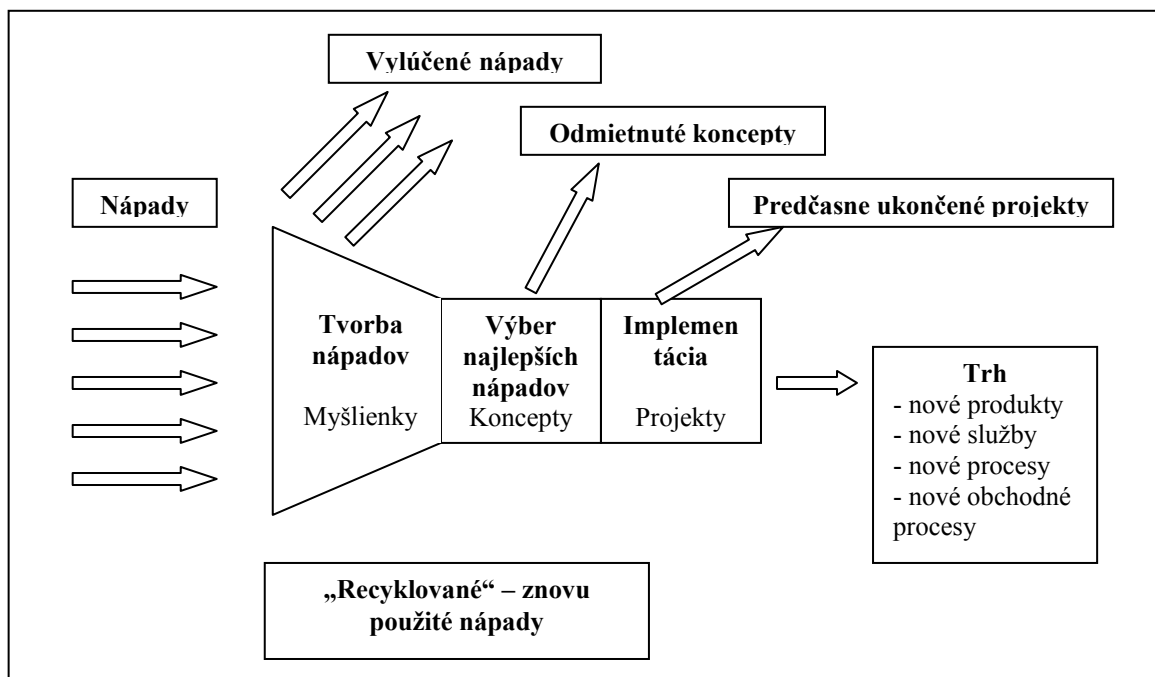 Vylúčené nápady
Odmietnuté koncepty
Nápady
Predčasne ukončené projekty
Tvorba
nápadov
Myšlienky
Výber
najlepších
nápadov
Koncepty
Implemen
tácia
Projekty
Trh
- nové produkty
- nové služby
- nové procesy
- nové obchodné
procesy
„Recyklované“ – znovu
použité nápady